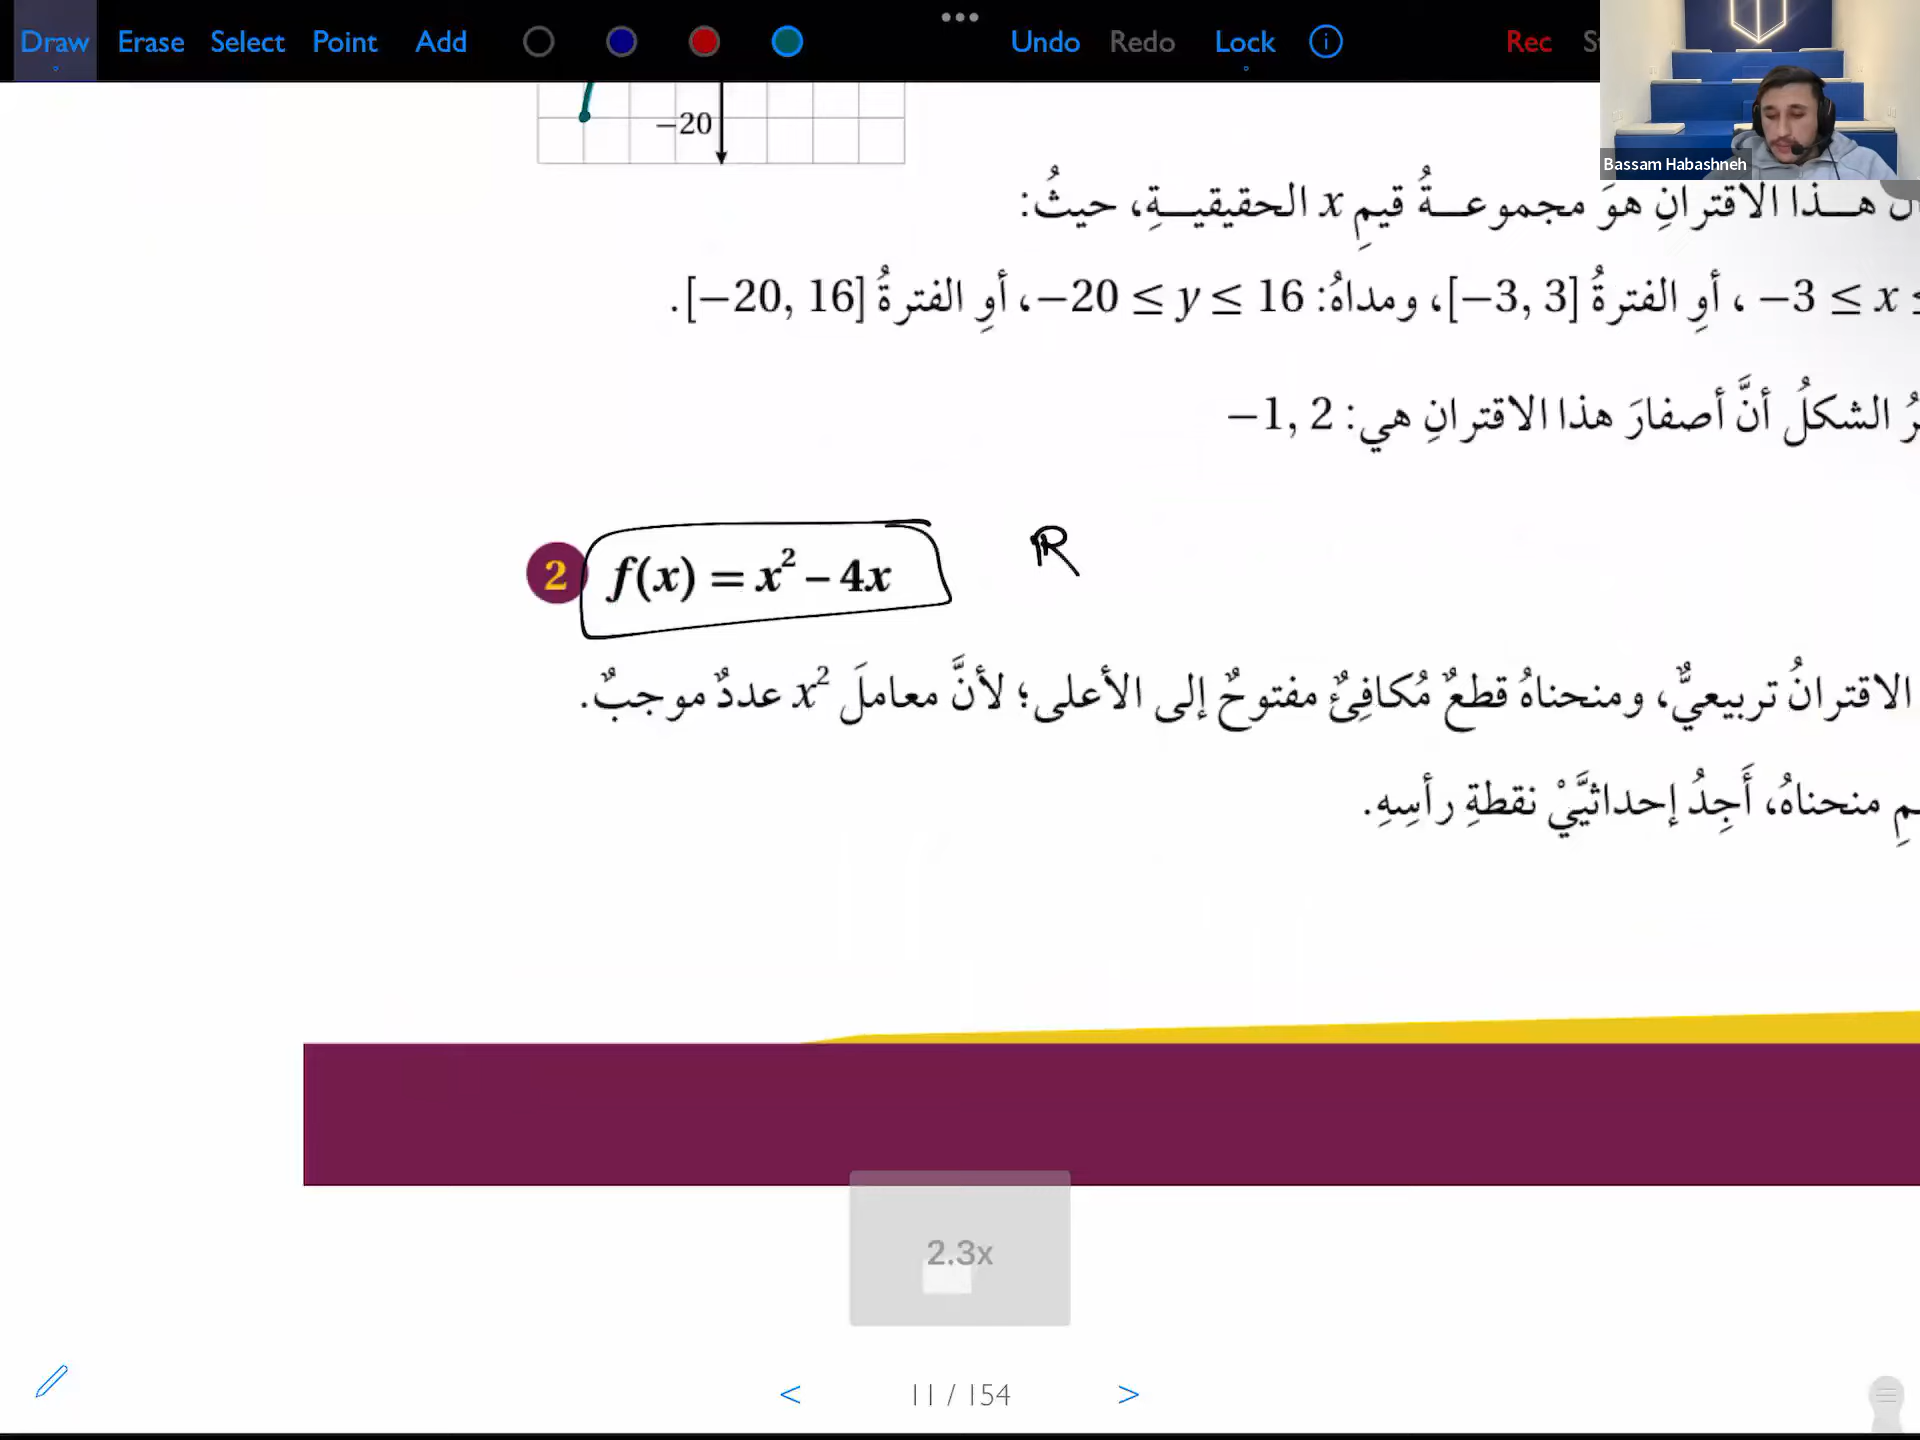 Draw Erase Select Point Add Undo Redo Lock Rec
Bassam Habashneh
−20
هـــذا الاقترانِ هوَ مجموعـــةُ قيمِ x الحقيقيـــةِ، حيثُ:
−3 ≤ x ≤ ، أوِ الفترةُ [−3, 3]، ومداهُ: −20 ≤ y ≤ 16، أوِ الفترةُ [−20, 16].
الشكلُ أنَّ أصفارَ هذا الاقترانِ هي: −1, 2
2 f(x) = x² − 4x ℝ
الاقترانُ تربيعيٌّ، ومنحناهُ قطعٌ مُكافِئٌ مفتوحٌ إلى الأعلى؛ لأنَّ معاملَ x² عددٌ موجبٌ.
منحناهُ، أَجِدُ إحداثيَّيْ نقطةِ رأسِهِ.
2.3x
< 11 / 154 >